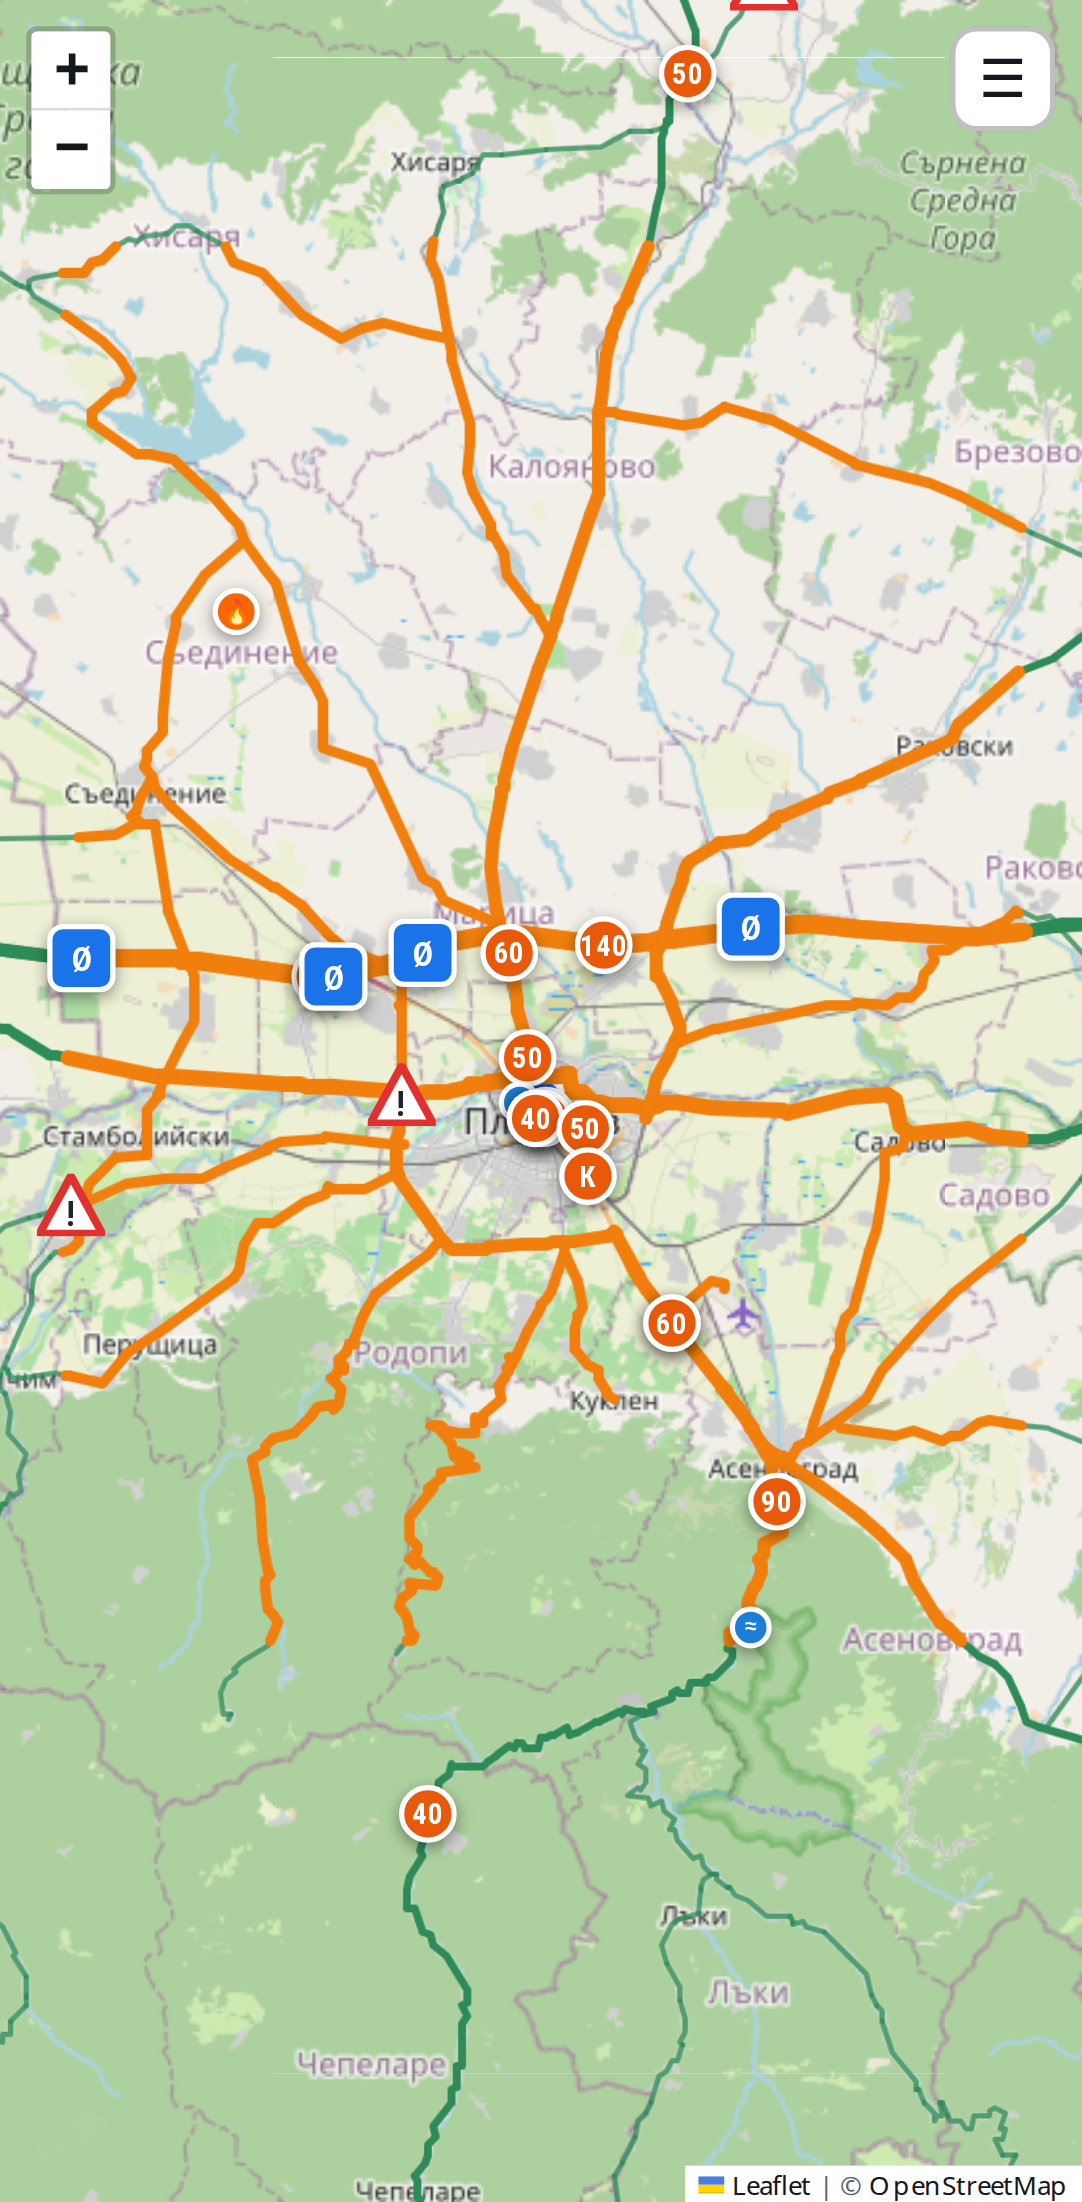 +
−
☰
50
Хисаря
Сърнена
Средна
Гора
Хисаря
Калояново
Брезово
Съединение
Раковски
Съединение
Марица
Ø
Ø
Ø
Ø
60
140
50
40
50
K
!
Стамболийски
Садово
Садово
!
60
Перущица
Родопи
Куклен
Асеновград
90
≈
Асеновград
40
Лъки
Лъки
Чепеларе
Чепеларе
Leaflet | © OpenStreetMap